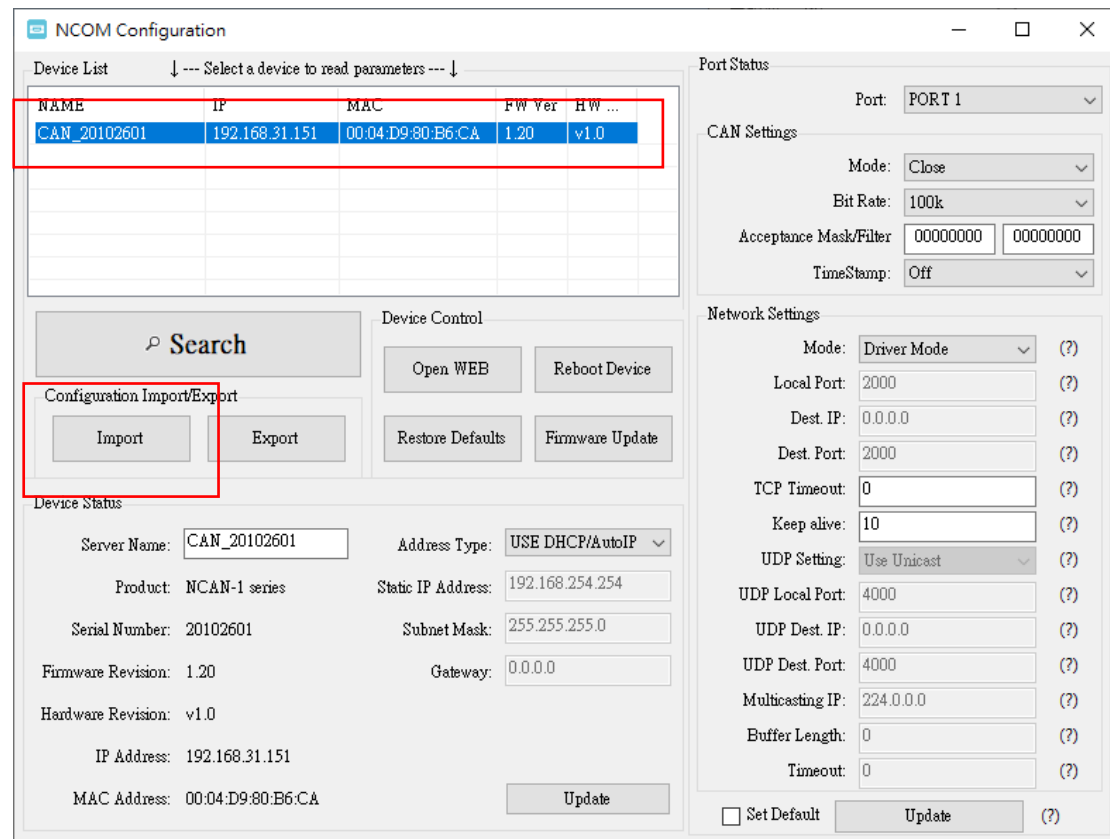 NCOM Configuration
Device List ↓ --- Select a device to read parameters --- ↓
NAME IP MAC FW Ver HW ...
CAN_20102601 192.168.31.151 00:04:D9:80:B6:CA 1.20 v1.0
Search
Configuration Import/Export
Import Export
Device Control
Open WEB Reboot Device
Restore Defaults Firmware Update
Device Status
Server Name: CAN_20102601
Product: NCAN-1 series
Serial Number: 20102601
Firmware Revision: 1.20
Hardware Revision: v1.0
IP Address: 192.168.31.151
MAC Address: 00:04:D9:80:B6:CA
Address Type: USE DHCP/AutoIP
Static IP Address: 192.168.254.254
Subnet Mask: 255.255.255.0
Gateway: 0.0.0.0
Update
Port Status
Port: PORT 1
CAN Settings
Mode: Close
Bit Rate: 100k
Acceptance Mask/Filter 00000000 00000000
TimeStamp: Off
Network Settings
Mode: Driver Mode (?)
Local Port: 2000 (?)
Dest. IP: 0.0.0.0 (?)
Dest. Port: 2000 (?)
TCP Timeout: 0 (?)
Keep alive: 10 (?)
UDP Setting: Use Unicast (?)
UDP Local Port: 4000 (?)
UDP Dest. IP: 0.0.0.0 (?)
UDP Dest. Port: 4000 (?)
Multicasting IP: 224.0.0.0 (?)
Buffer Length: 0 (?)
Timeout: 0 (?)
Set Default Update (?)